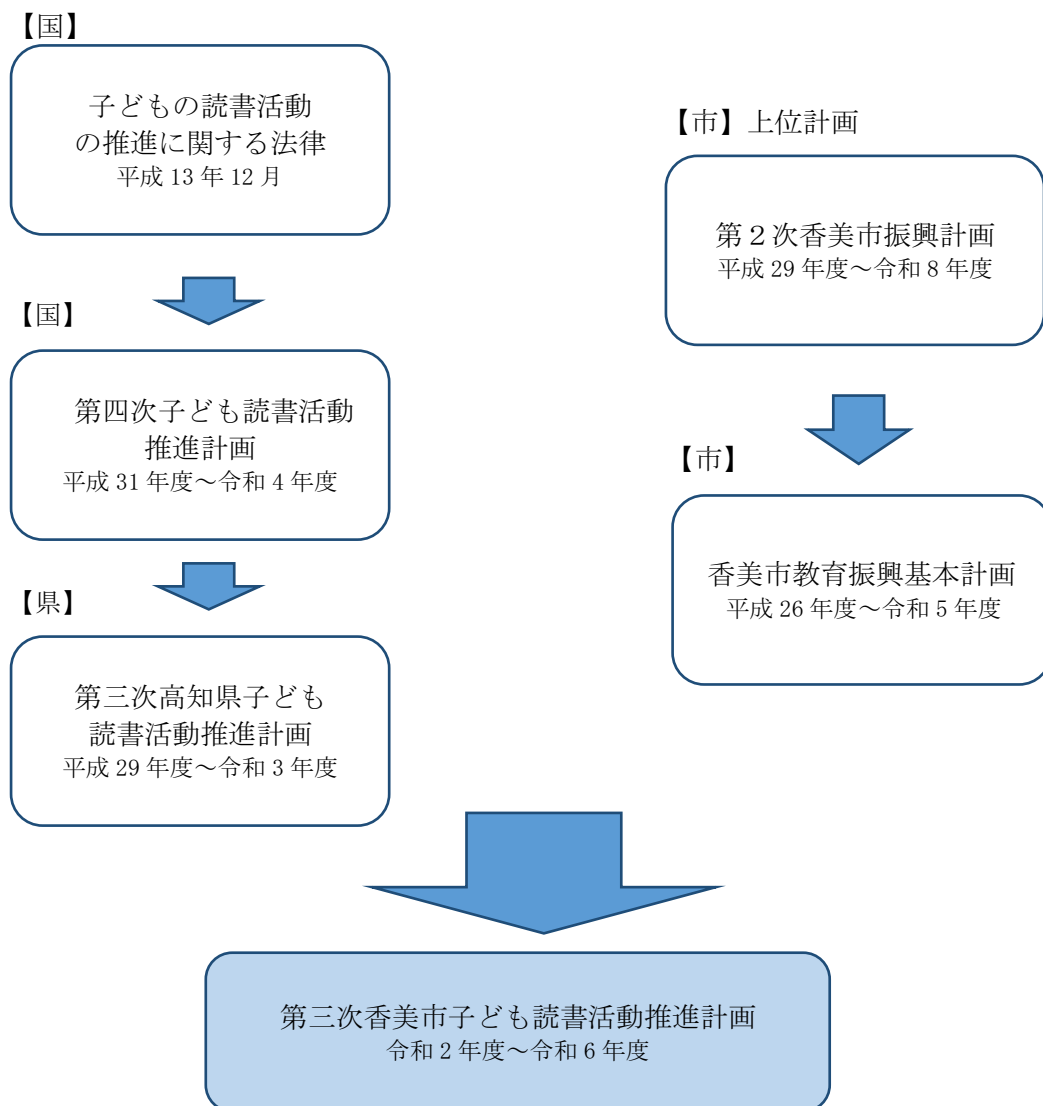 【国】
子どもの読書活動
の推進に関する法律
平成 13 年 12 月
【国】
第四次子ども読書活動
推進計画
平成 31 年度～令和 4 年度
【県】
第三次高知県子ども
読書活動推進計画
平成 29 年度～令和 3 年度
【市】上位計画
第２次香美市振興計画
平成 29 年度～令和 8 年度
【市】
香美市教育振興基本計画
平成 26 年度～令和 5 年度
第三次香美市子ども読書活動推進計画
令和 2 年度～令和 6 年度